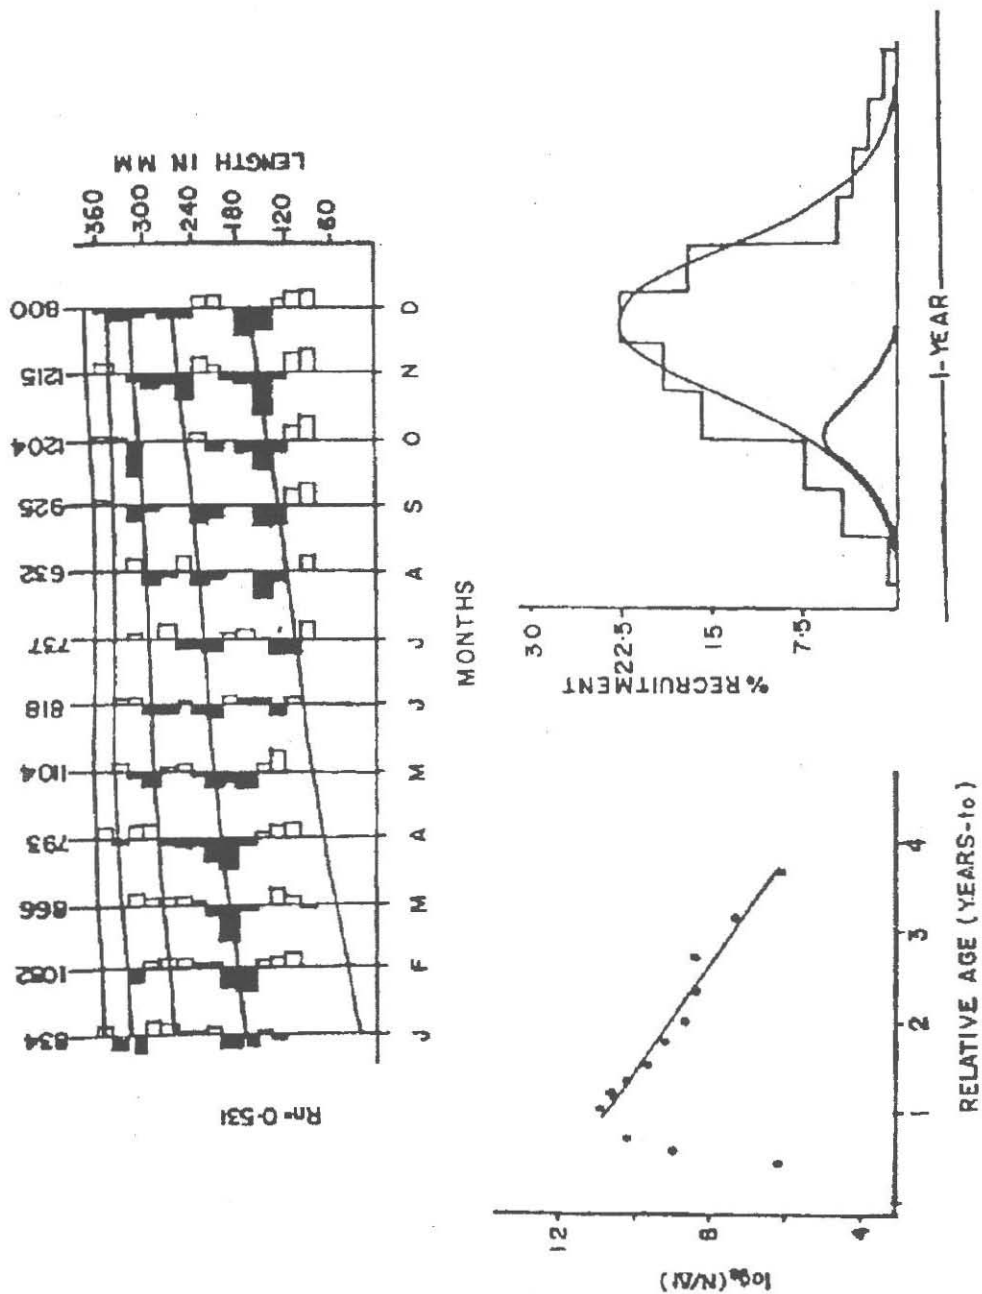 Rn=0.531
834 1082 866 793 1104 818 737 632 925 1204 1215 800
360
300
240
180
120
60
LENGTH IN MM
J F M A M J J A S O N D
MONTHS
12
8
4
logₑ(N/Δt)
1 2 3 4
RELATIVE AGE (YEARS-to)
30
22.5
15
7.5
% RECRUITMENT
1-YEAR